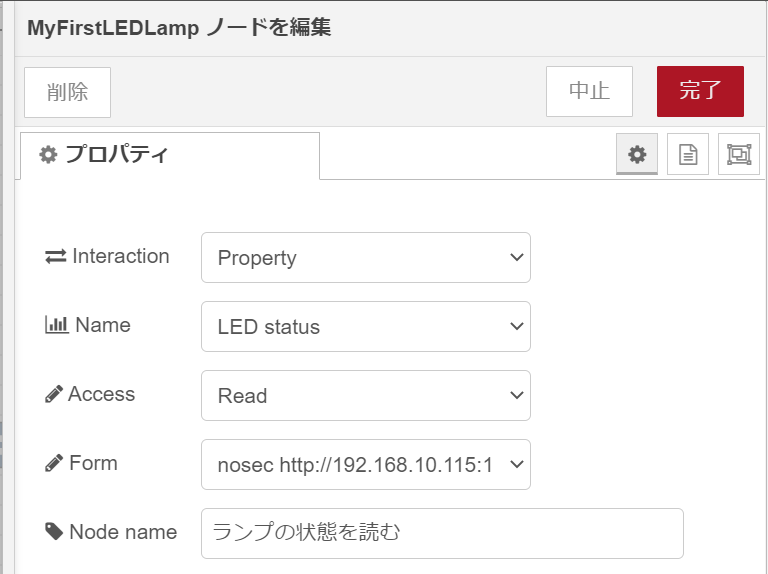 MyFirstLEDLamp ノードを編集
削除 中止 完了
プロパティ
Interaction Property
Name LED status
Access Read
Form nosec http://192.168.10.115:1
Node name ランプの状態を読む